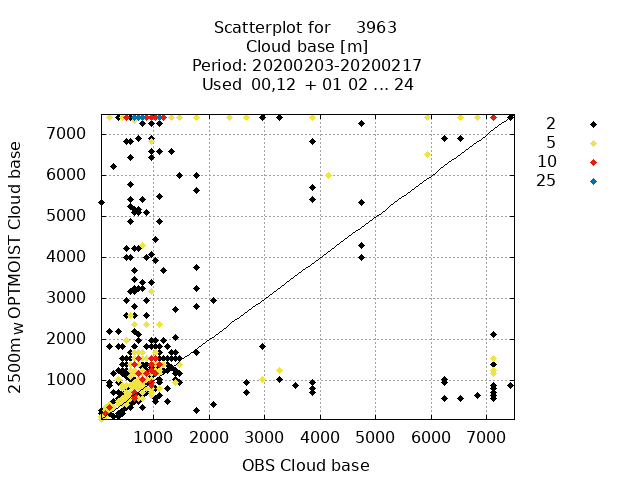 Scatterplot for 3963
Cloud base [m]
Period: 20200203-20200217
Used 00,12 + 01 02 ... 24
2
5
10
25
7000
6000
5000
4000
3000
2000
1000
2500m_w OPTMOIST Cloud base
1000 2000 3000 4000 5000 6000 7000
OBS Cloud base